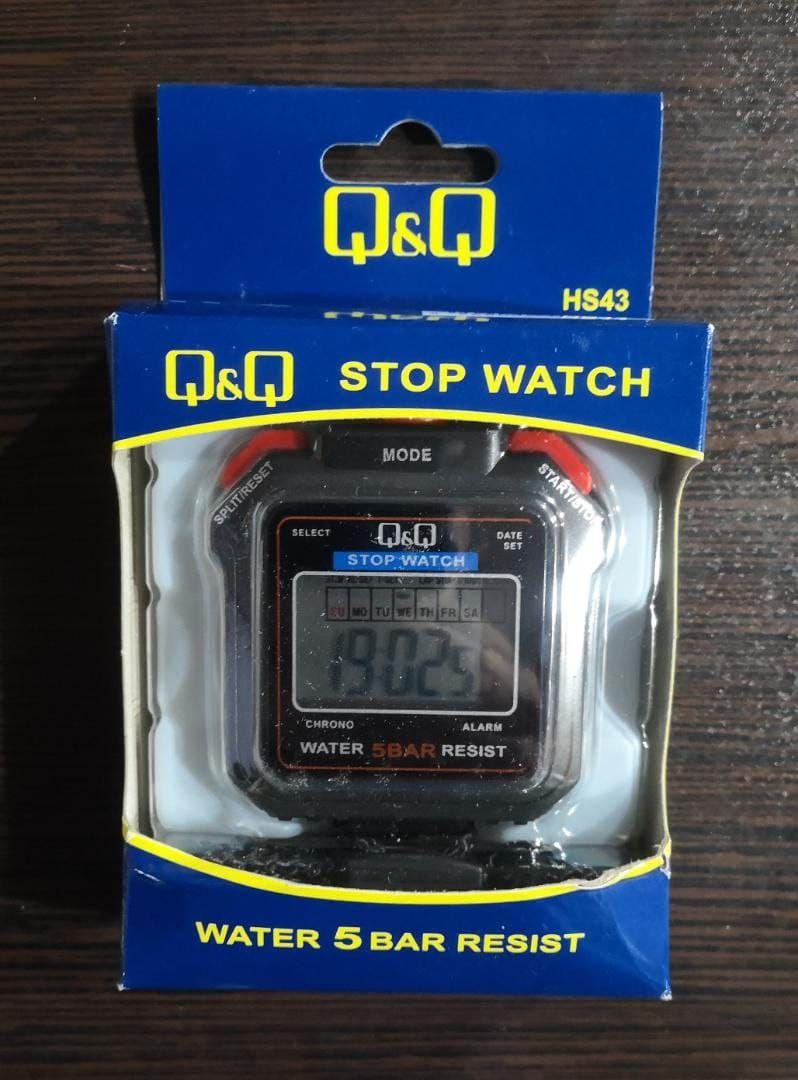 Q&Q
HS43
Q&Q STOP WATCH
MODE
SPLIT/RESET
START/STOP
SELECT
Q&Q
DATE
SET
STOP WATCH
SU MO TU WE TH FR SA
19:02
CHRONO
ALARM
WATER 5BAR RESIST
WATER 5 BAR RESIST